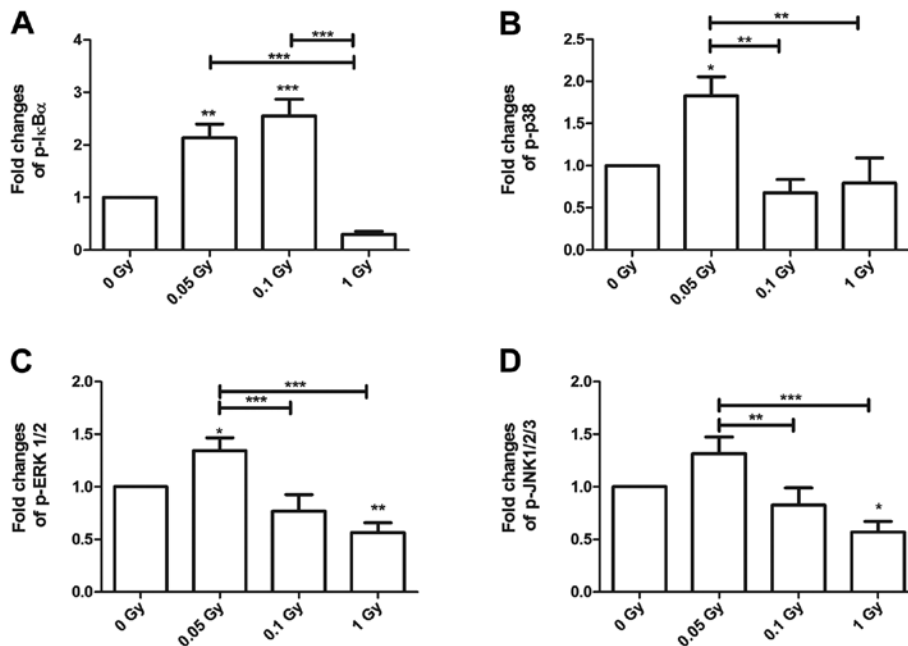 A
Fold changes
of p-IκBα
4
3
2
1
0
***
***
**
***
0 Gy
0.05 Gy
0.1 Gy
1 Gy
B
Fold changes
of p-p38
2.5
2.0
1.5
1.0
0.5
0.0
**
**
*
0 Gy
0.05 Gy
0.1 Gy
1 Gy
C
Fold changes
of p-ERK 1/2
2.0
1.5
1.0
0.5
0.0
***
***
*
**
0 Gy
0.05 Gy
0.1 Gy
1 Gy
D
Fold changes
of p-JNK1/2/3
2.0
1.5
1.0
0.5
0.0
***
**
*
0 Gy
0.05 Gy
0.1 Gy
1 Gy